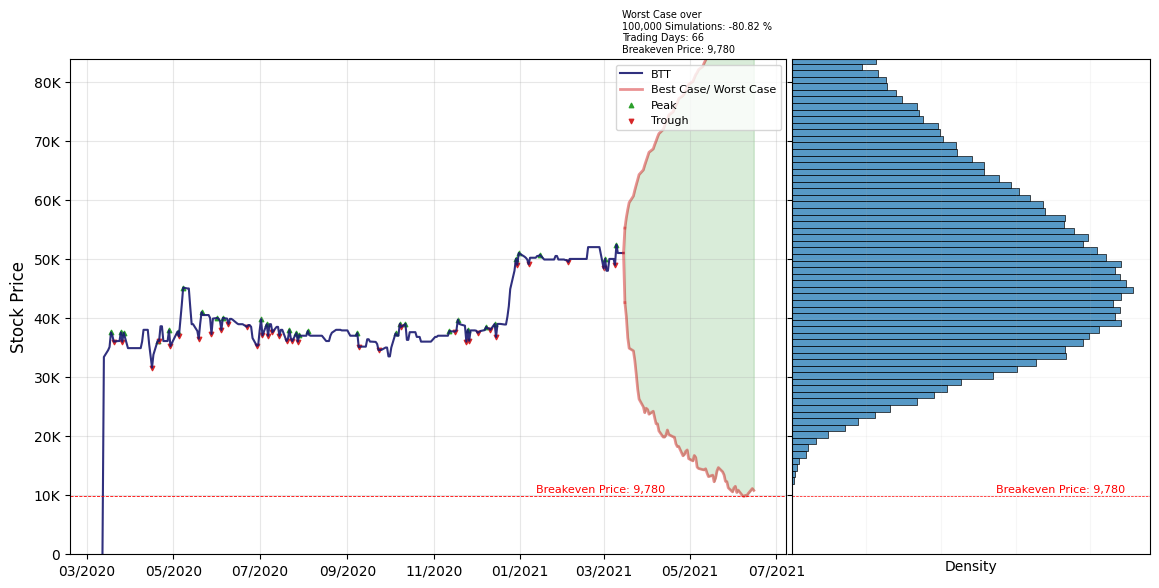 Worst Case over
100,000 Simulations: -80.82 %
Trading Days: 66
Breakeven Price: 9,780
BTT
Best Case/ Worst Case
Peak
Trough
Stock Price
80K
70K
60K
50K
40K
30K
20K
10K
0
Breakeven Price: 9,780
Breakeven Price: 9,780
03/2020 05/2020 07/2020 09/2020 11/2020 01/2021 03/2021 05/2021 07/2021
Density